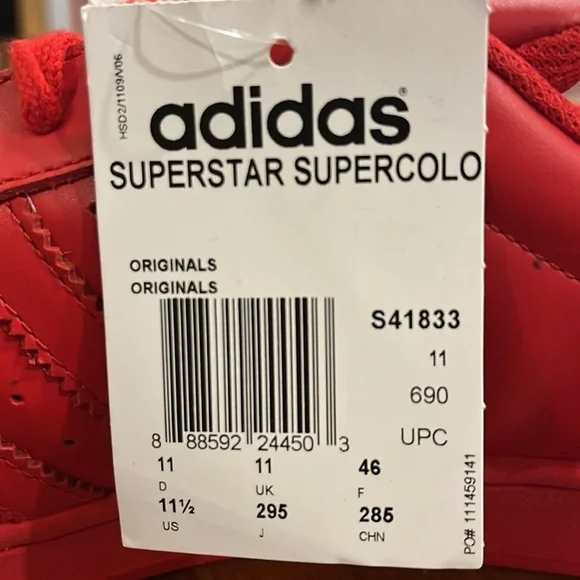 HSD2/1109/V06
adidas®
SUPERSTAR SUPERCOLO
ORIGINALS
ORIGINALS
S41833
11
690
UPC
8 88592 24450 3
11 11 46
D UK F
11½ 295 285
US J CHN
PO# 111459141